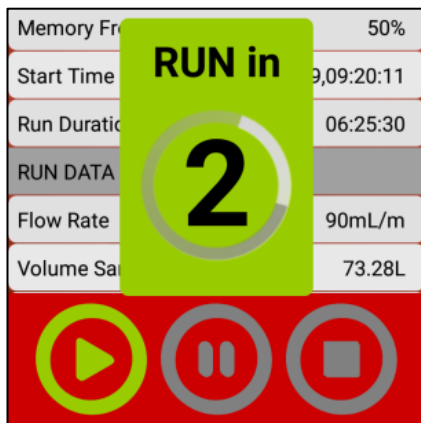 Memory Fr 50%
RUN in
Start Time 9,09:20:11
Run Duratio 06:25:30
2
RUN DATA
Flow Rate 90mL/m
Volume Sa 73.28L